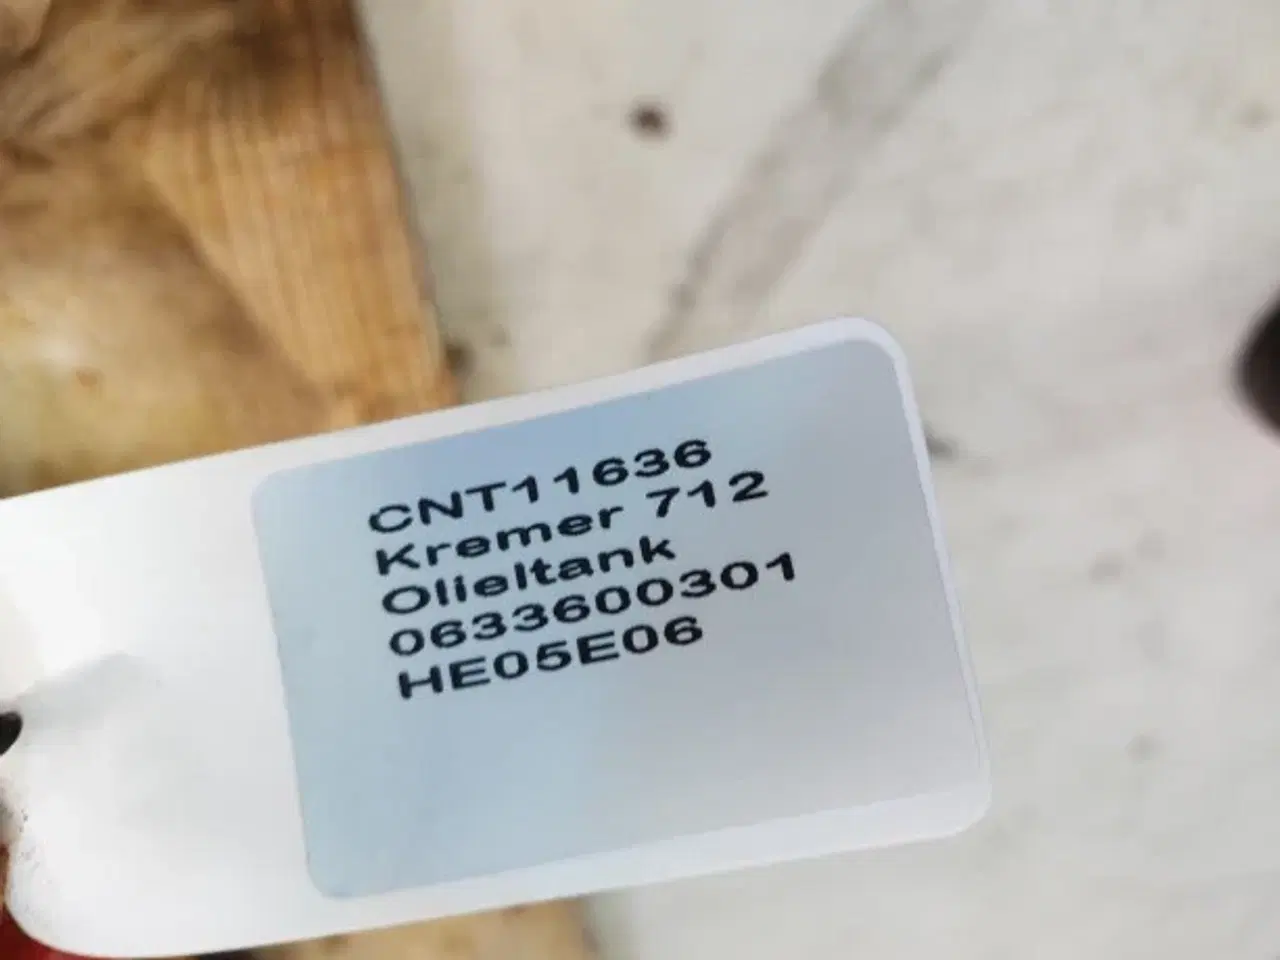 CNT11636
Kremer 712
Olieltank
0633600301
HE05E06